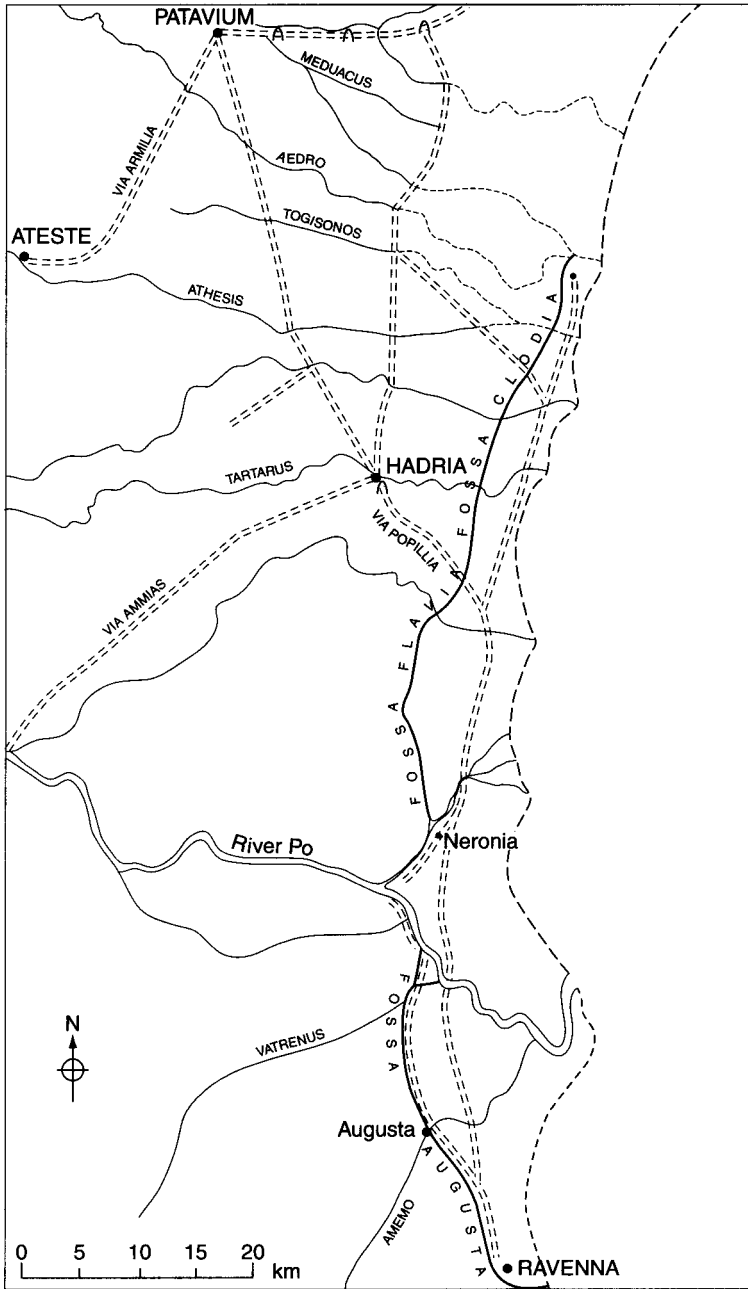 PATAVIUM
MEDUACUS
VIA ARMILIA
AEDRO
TOGISONOS
ATESTE
ATHESIS
FOSSA CLODIA
HADRIA
TARTARUS
VIA POPILLIA
VIA AMMIAS
FOSSA FLAVIA
River Po
Neronia
N
FOSSA AUGUSTA
VATRENUS
Augusta
AMEMO
RAVENNA
0 5 10 15 20
km